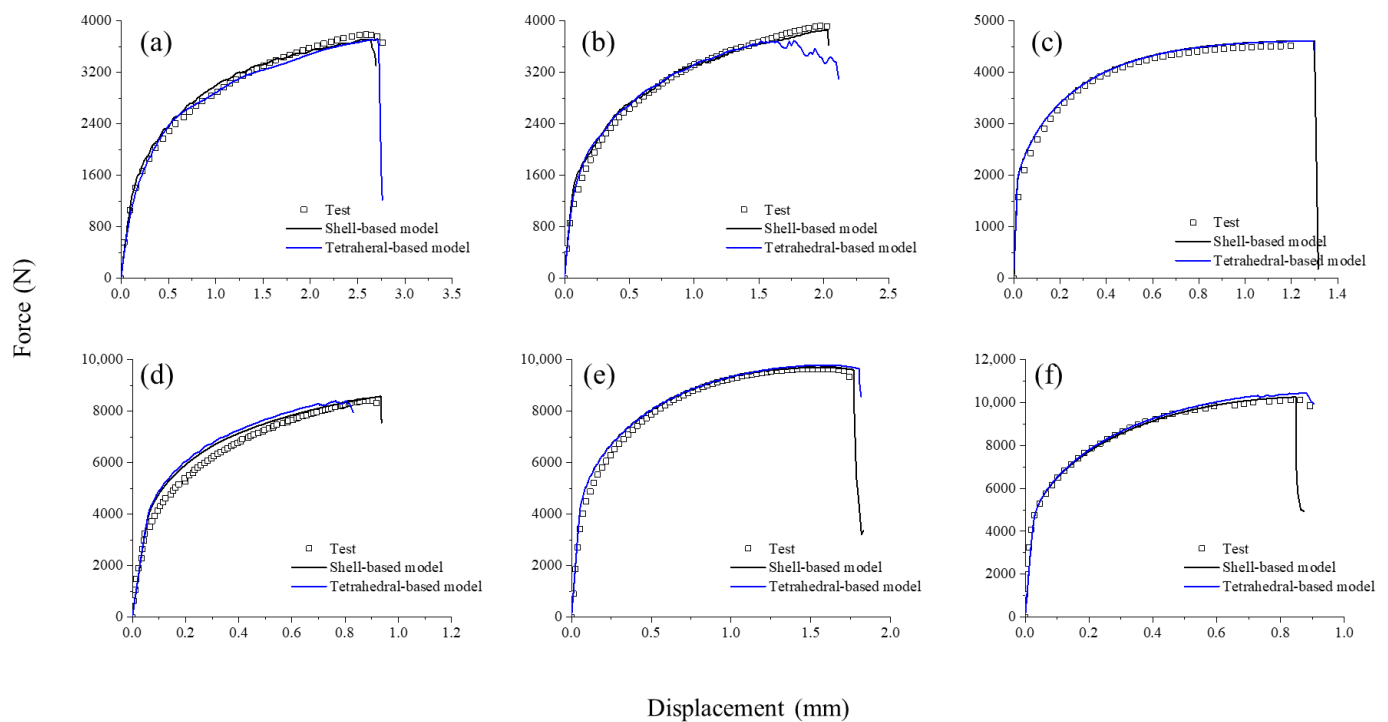 (a)
4000
3200
2400
1600
800
0
Test
Shell-based model
Tetraheral-based model
0.0 0.5 1.0 1.5 2.0 2.5 3.0 3.5
(b)
4000
3200
2400
1600
800
0
Test
Shell-based model
Tetrahedral-based model
0.0 0.5 1.0 1.5 2.0 2.5
(c)
5000
4000
3000
2000
1000
0
Test
Shell-based model
Tetrahedral-based model
0.0 0.2 0.4 0.6 0.8 1.0 1.2 1.4
Force (N)
(d)
10,000
8000
6000
4000
2000
0
Test
Shell-based model
Tetrahedral-based model
0.0 0.2 0.4 0.6 0.8 1.0 1.2
(e)
10,000
8000
6000
4000
2000
0
Test
Shell-based model
Tetrahedral-based model
0.0 0.5 1.0 1.5 2.0
(f)
12,000
10,000
8000
6000
4000
2000
0
Test
Shell-based model
Tetrahedral-based model
0.0 0.2 0.4 0.6 0.8 1.0
Displacement (mm)